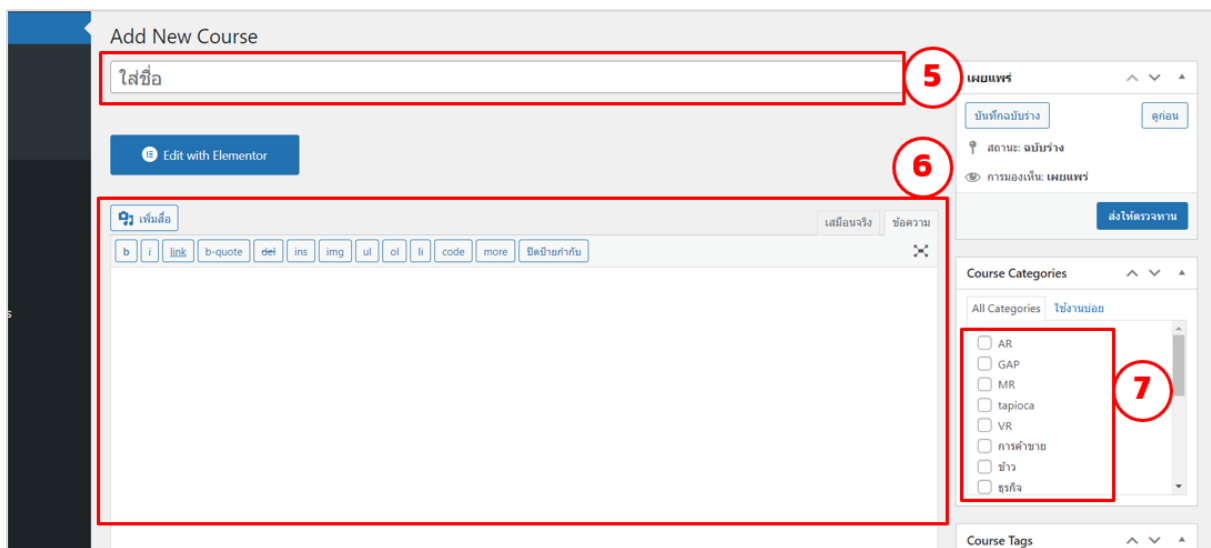 Add New Course
ใส่ชื่อ
5
Edit with Elementor
6
เพิ่มสื่อ
เสมือนจริง ข้อความ
b i link b-quote del ins img ul ol li code more ปิดป้ายกำกับ
เผยแพร่
บันทึกฉบับร่าง ดูก่อน
สถานะ: ฉบับร่าง
การมองเห็น: เผยแพร่
ส่งให้ตรวจทาน
Course Categories
All Categories ใช้งานบ่อย
AR
GAP
MR
tapioca
VR
การค้าขาย
ข้าว
ธุรกิจ
7
Course Tags
s